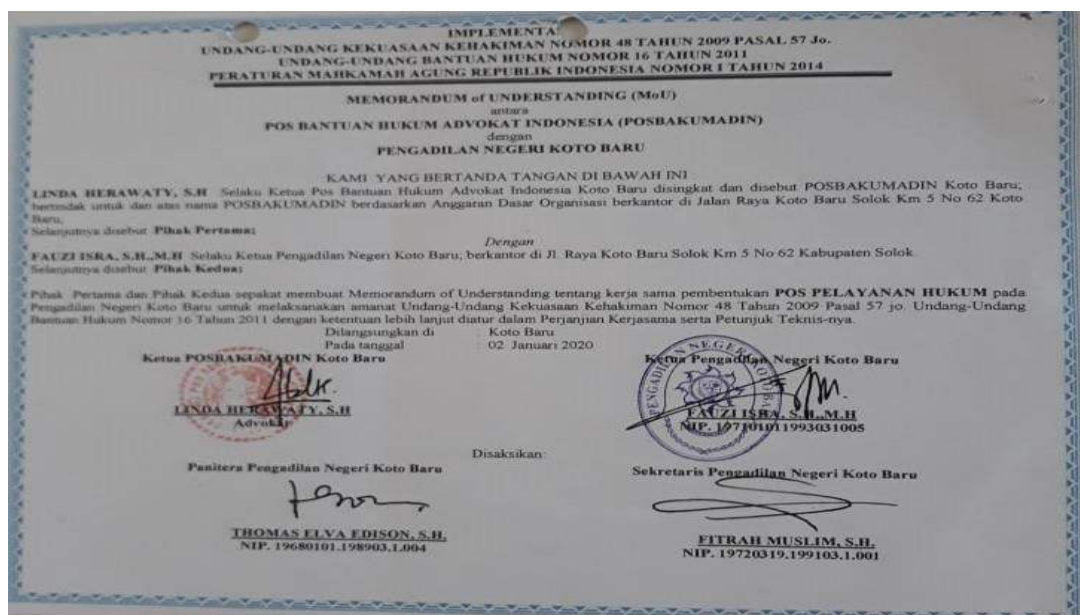 IMPLEMENTA
UNDANG-UNDANG KEKUASAAN KEHAKIMAN NOMOR 48 TAHUN 2009 PASAL 57 Jo.
UNDANG-UNDANG BANTUAN HUKUM NOMOR 16 TAHUN 2011
PERATURAN MAHKAMAH AGUNG REPUBLIK INDONESIA NOMOR 1 TAHUN 2014
MEMORANDUM of UNDERSTANDING (MoU)
antara
POS BANTUAN HUKUM ADVOKAT INDONESIA (POSBAKUMADIN)
dengan
PENGADILAN NEGERI KOTO BARU
KAMI YANG BERTANDA TANGAN DI BAWAH INI
LINDA HERAWATY, S.H Selaku Ketua Pos Bantuan Hukum Advokat Indonesia Koto Baru disingkat dan disebut POSBAKUMADIN Koto Baru;
bertindak untuk dan atas nama POSBAKUMADIN berdasarkan Anggaran Dasar Organisasi berkantor di Jalan Raya Koto Baru Solok Km 5 No 62 Koto
Baru,
Selanjutnya disebut Pihak Pertama;
Dengan
FAUZI ISRA, S.H.,M.H Selaku Ketua Pengadilan Negeri Koto Baru; berkantor di Jl. Raya Koto Baru Solok Km 5 No 62 Kabupaten Solok
Selanjutnya disebut Pihak Kedua;
Pihak Pertama dan Pihak Kedua sepakat membuat Memorandum of Understanding tentang kerja sama pembentukan POS PELAYANAN HUKUM pada
Pengadilan Negeri Koto Baru untuk melaksanakan amanat Undang-Undang Kekuasaan Kehakiman Nomor 48 Tahun 2009 Pasal 57 jo. Undang-Undang
Bantuan Hukum Nomor 16 Tahun 2011 dengan ketentuan lebih lanjut diatur dalam Perjanjian Kerjasama serta Petunjuk Teknis-nya.
Dilangsungkan di : Koto Baru
Pada tanggal : 02 Januari 2020
Ketua POSBAKUMADIN Koto Baru
LINDA HERAWATY, S.H
Advokat
Ketua Pengadilan Negeri Koto Baru
PENGADILAN NEGERI KOTO BA
FAUZI ISRA, S.H.,M.H
NIP. 197101011993031005
Disaksikan:
Panitera Pengadilan Negeri Koto Baru
THOMAS ELVA EDISON, S.H.
NIP. 19680101.198903.1.004
Sekretaris Pengadilan Negeri Koto Baru
FITRAH MUSLIM, S.H.
NIP. 19720319.199103.1.001